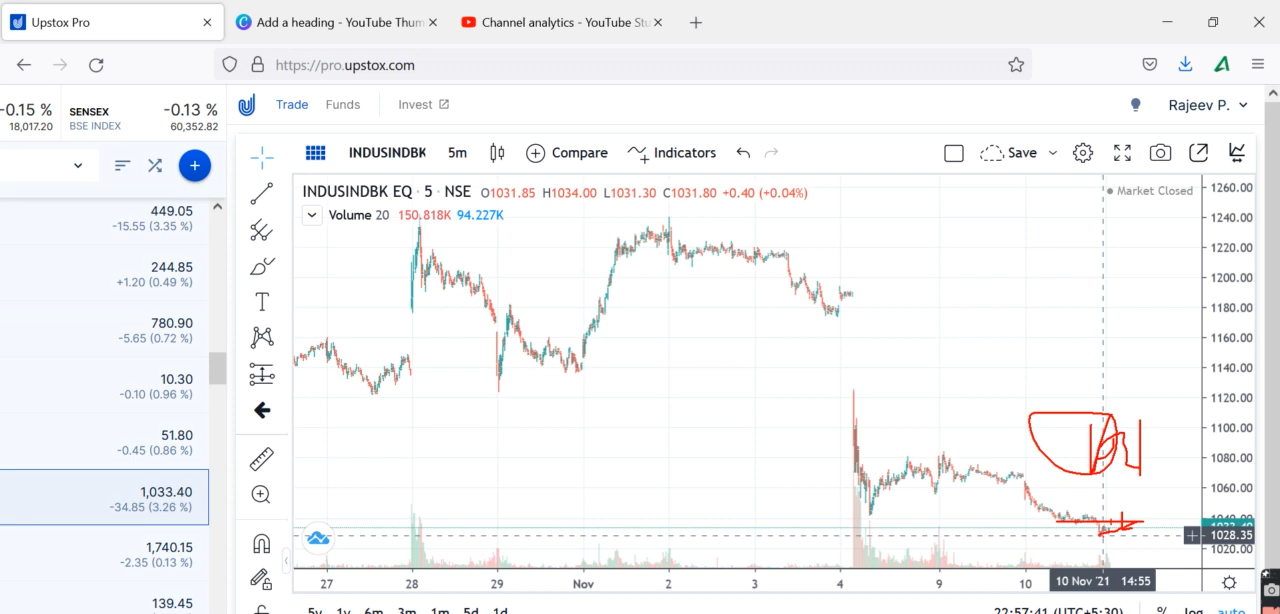 Upstox Pro
Add a heading - YouTube Thum
Channel analytics - YouTube Stu
https://pro.upstox.com
-0.15 %
18,017.20
SENSEX
BSE INDEX
-0.13 %
60,352.82
Trade
Funds
Invest
Rajeev P.
INDUSINDBK
5m
Compare
Indicators
Save
449.05
-15.55 (3.35 %)
244.85
+1.20 (0.49 %)
780.90
-5.65 (0.72 %)
10.30
-0.10 (0.96 %)
51.80
-0.45 (0.86 %)
1,033.40
-34.85 (3.26 %)
1,740.15
-2.35 (0.13 %)
139.45
INDUSINDBK EQ · 5 · NSE O1031.85 H1034.00 L1031.30 C1031.80 +0.40 (+0.04%)
Volume 20 150.818K 94.227K
Market Closed
1260.00
1240.00
1220.00
1200.00
1180.00
1160.00
1140.00
1120.00
1100.00
1080.00
1060.00
1040.00
1033.40
1028.35
1020.00
27 28 29 Nov 2 3 4 9 10
10 Nov '21 14:55
5y 1y 6m 3m 1m 5d 1d
22:57:41 (UTC+5:30) % log auto